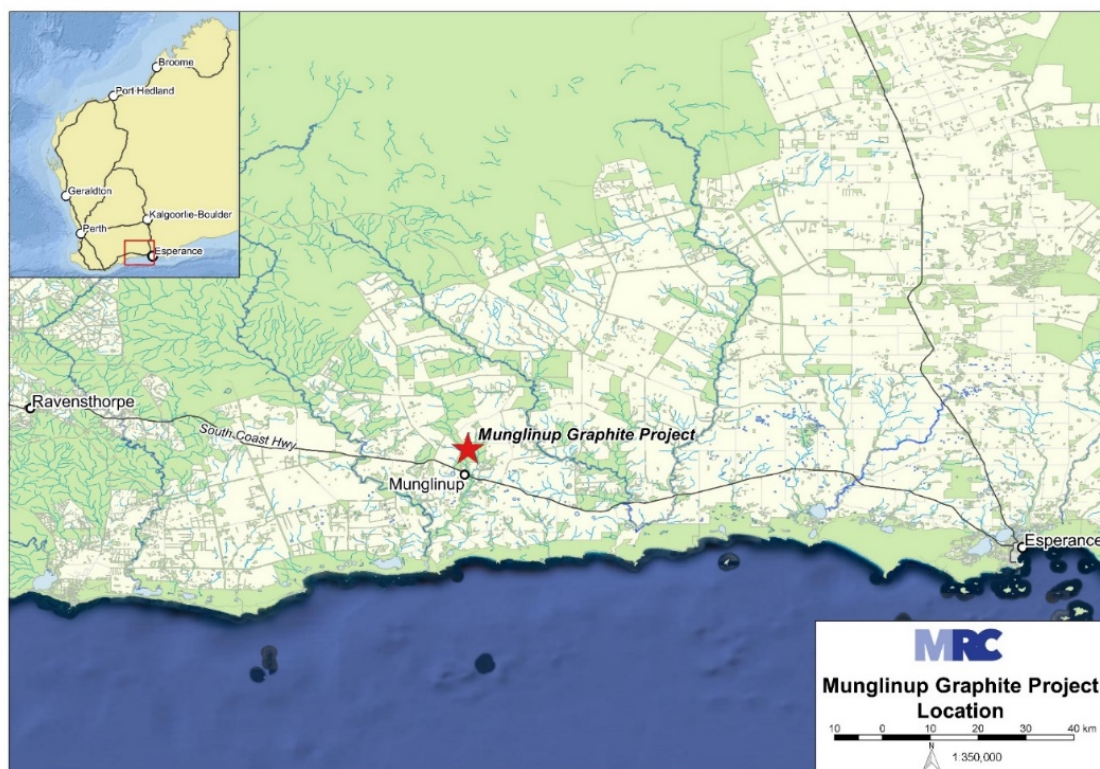 Broome
Port Hedland
Geraldton
Kalgoorlie-Boulder
Perth
Esperance
Ravensthorpe
South Coast Hwy
Munglinup Graphite Project
Munglinup
Esperance
MRC
Munglinup Graphite Project
Location
10 0 10 20 30 40 km
N
1:350,000